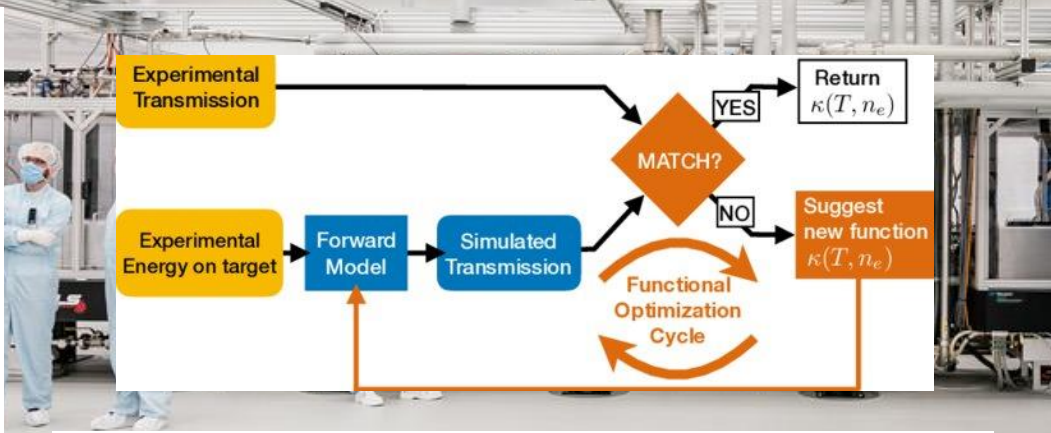 Experimental
Transmission
Return
κ(T, nₑ)
YES
MATCH?
NO
Suggest
new function
κ(T, nₑ)
Experimental
Energy on target
Forward
Model
Simulated
Transmission
Functional
Optimization
Cycle